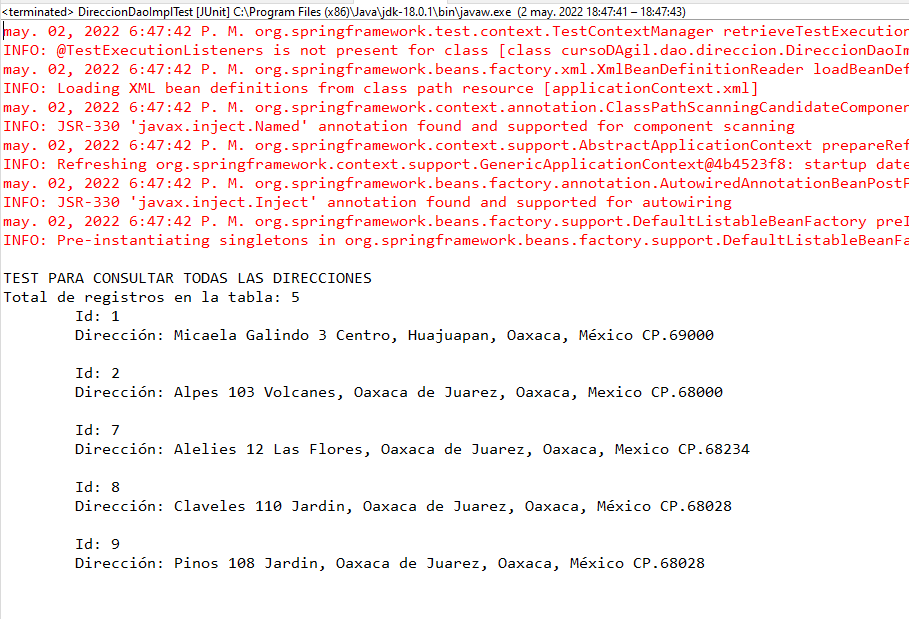 <terminated> DireccionDaoImplTest [JUnit] C:\Program Files (x86)\Java\jdk-18.0.1\bin\javaw.exe (2 may. 2022 18:47:41 – 18:47:43)
may. 02, 2022 6:47:42 P. M. org.springframework.test.context.TestContextManager retrieveTestExecution
INFO: @TestExecutionListeners is not present for class [class cursoDAgil.dao.direccion.DireccionDaoIm
may. 02, 2022 6:47:42 P. M. org.springframework.beans.factory.xml.XmlBeanDefinitionReader loadBeanDef
INFO: Loading XML bean definitions from class path resource [applicationContext.xml]
may. 02, 2022 6:47:42 P. M. org.springframework.context.annotation.ClassPathScanningCandidateComponen
INFO: JSR-330 'javax.inject.Named' annotation found and supported for component scanning
may. 02, 2022 6:47:42 P. M. org.springframework.context.support.AbstractApplicationContext prepareRef
INFO: Refreshing org.springframework.context.support.GenericApplicationContext@4b4523f8: startup date
may. 02, 2022 6:47:42 P. M. org.springframework.beans.factory.annotation.AutowiredAnnotationBeanPostP
INFO: JSR-330 'javax.inject.Inject' annotation found and supported for autowiring
may. 02, 2022 6:47:42 P. M. org.springframework.beans.factory.support.DefaultListableBeanFactory preI
INFO: Pre-instantiating singletons in org.springframework.beans.factory.support.DefaultListableBeanFa
TEST PARA CONSULTAR TODAS LAS DIRECCIONES
Total de registros en la tabla: 5
Id: 1
Dirección: Micaela Galindo 3 Centro, Huajuapan, Oaxaca, México CP.69000
Id: 2
Dirección: Alpes 103 Volcanes, Oaxaca de Juarez, Oaxaca, Mexico CP.68000
Id: 7
Dirección: Alelies 12 Las Flores, Oaxaca de Juarez, Oaxaca, Mexico CP.68234
Id: 8
Dirección: Claveles 110 Jardin, Oaxaca de Juarez, Oaxaca, México CP.68028
Id: 9
Dirección: Pinos 108 Jardin, Oaxaca de Juarez, Oaxaca, México CP.68028